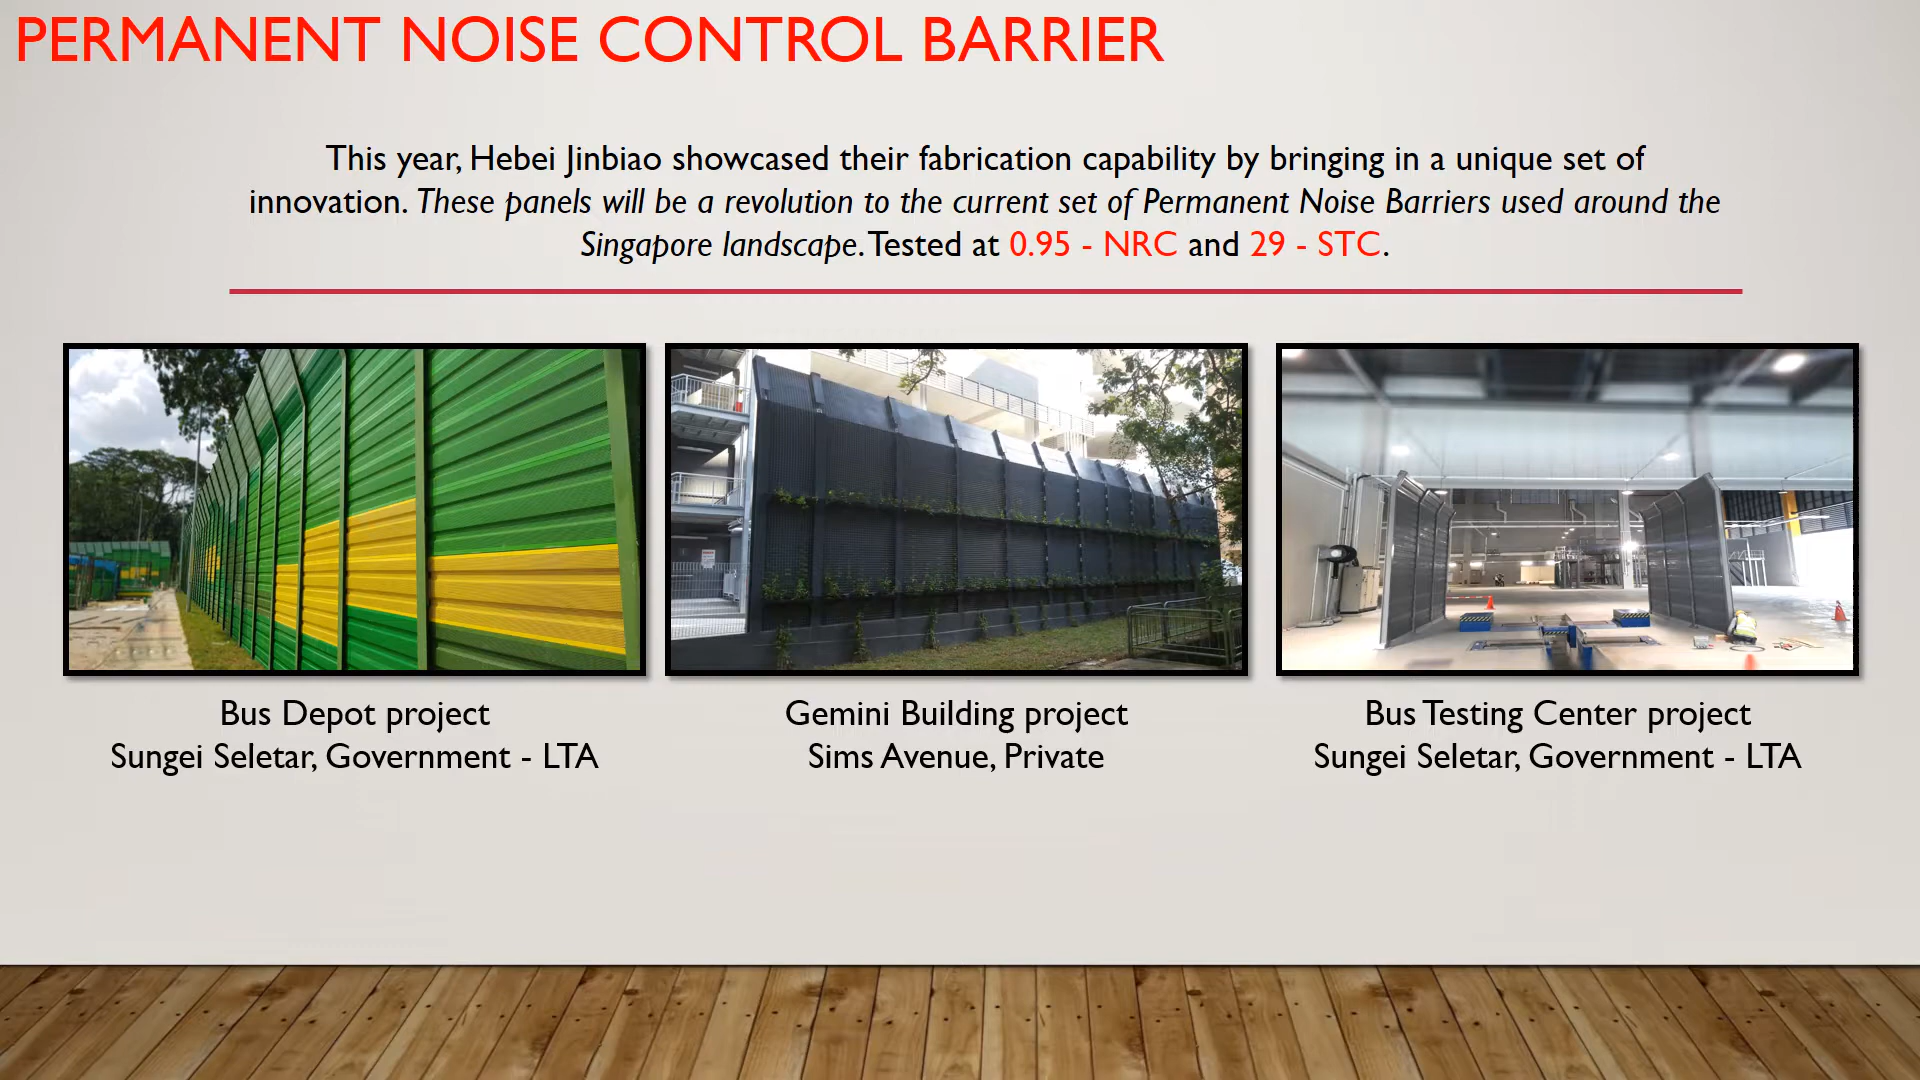 PERMANENT NOISE CONTROL BARRIER
This year, Hebei Jinbiao showcased their fabrication capability by bringing in a unique set of
innovation. These panels will be a revolution to the current set of Permanent Noise Barriers used around the
Singapore landscape. Tested at 0.95 - NRC and 29 - STC.
Bus Depot project
Sungei Seletar, Government - LTA
Gemini Building project
Sims Avenue, Private
Bus Testing Center project
Sungei Seletar, Government - LTA